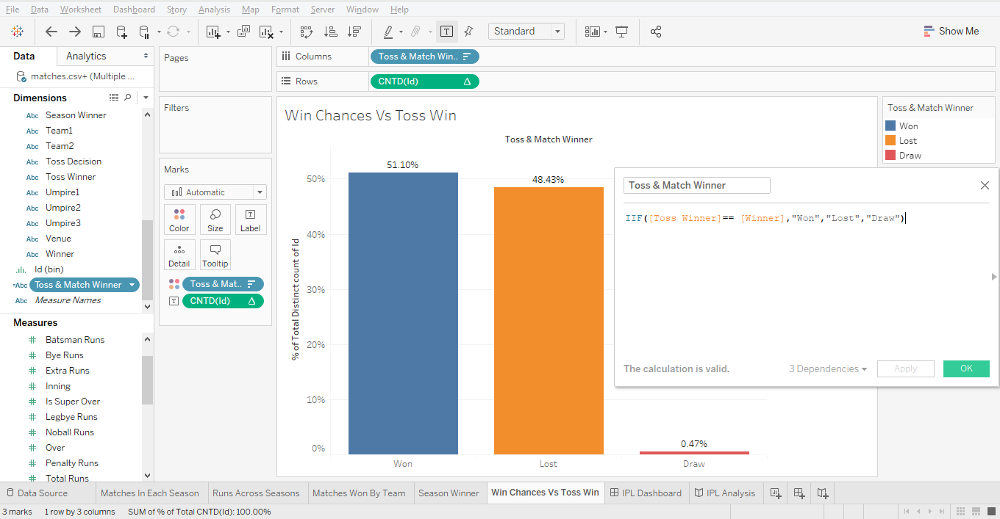 File Data Worksheet Dashboard Story Analysis Map Format Server Window Help
Standard
Show Me
Data Analytics
matches.csv+ (Multiple ...
Dimensions
Abc Season Winner
Abc Team1
Abc Team2
Abc Toss Decision
Abc Toss Winner
Abc Umpire1
Abc Umpire2
Abc Umpire3
Abc Venue
Abc Winner
Id (bin)
=Abc Toss & Match Winner
Abc Measure Names
Measures
Batsman Runs
Bye Runs
Extra Runs
Inning
Is Super Over
Legbye Runs
Noball Runs
Over
Penalty Runs
Total Runs
Pages
Filters
Marks
Automatic
Color Size Label
Detail Tooltip
Toss & Mat..
CNTD(Id)
Columns Toss & Match Win..
Rows CNTD(Id)
Win Chances Vs Toss Win
Toss & Match Winner
% of Total Distinct count of Id
50%
40%
30%
20%
10%
0%
51.10%
48.43%
0.47%
Won Lost Draw
Toss & Match Winner
Won
Lost
Draw
Toss & Match Winner
IIF([Toss Winner]== [Winner],"Won","Lost","Draw")
The calculation is valid. 3 Dependencies Apply OK
Data Source Matches In Each Season Runs Across Seasons Matches Won By Team Season Winner Win Chances Vs Toss Win IPL Dashboard IPL Analysis
3 marks 1 row by 3 columns SUM of % of Total CNTD(Id): 100.00%